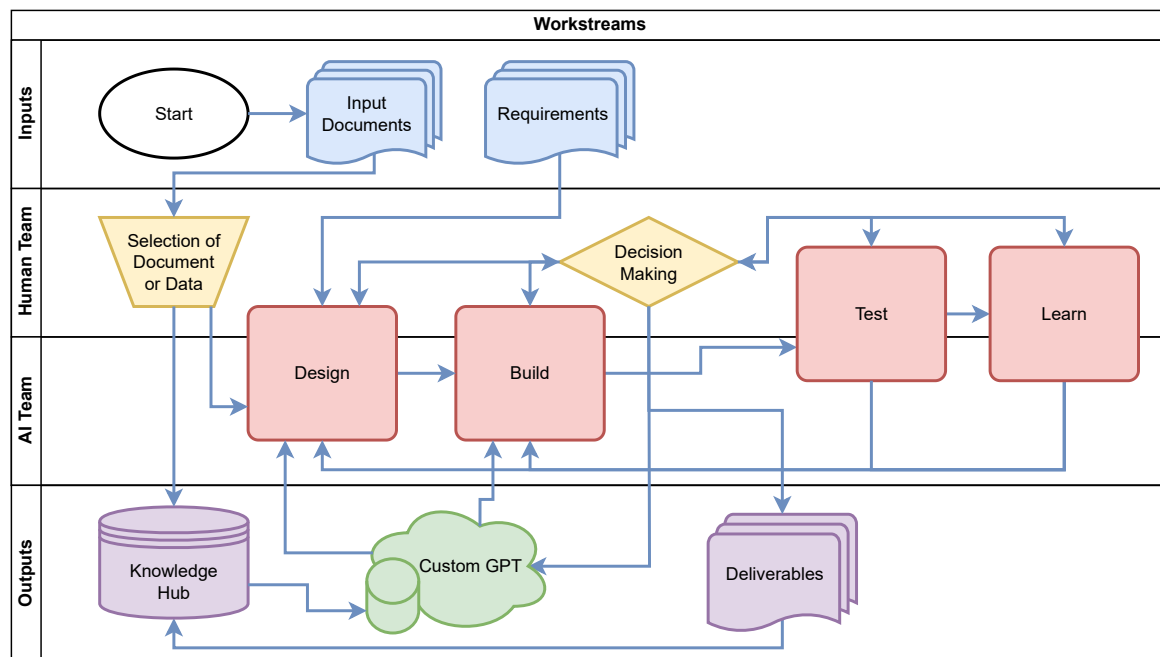 Workstreams
Inputs
Start
Input
Documents
Requirements
Human Team
Selection of
Document
or Data
Decision
Making
Test
Learn
AI Team
Design
Build
Outputs
Knowledge
Hub
Custom GPT
Deliverables